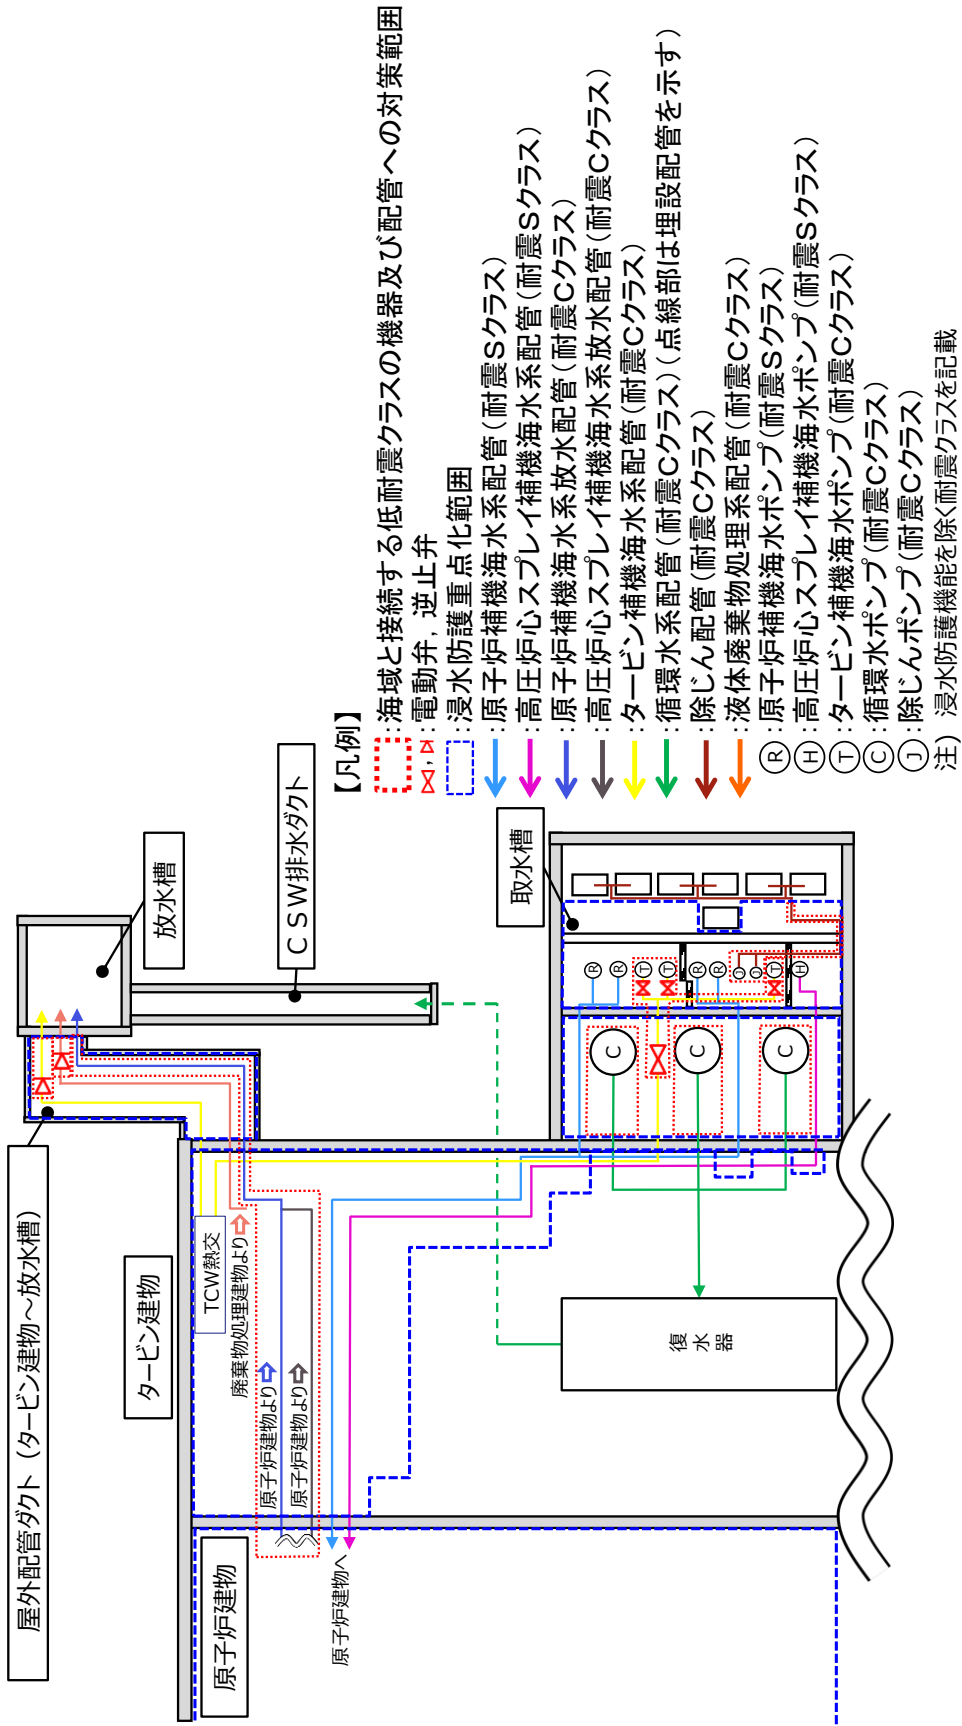 屋外配管ダクト（タービン建物～放水槽）
放水槽
ＣＳＷ排水ダクト
取水槽
タービン建物
原子炉建物
TCW熱交
廃棄物処理建物より
原子炉建物より
原子炉建物より
原子炉建物へ
復水器
R
R
T
T
R
R
J
J
T
H
C
C
C
【凡例】
：海域と接続する低耐震クラスの機器及び配管への対策範囲
，：電動弁，逆止弁
：浸水防護重点化範囲
：原子炉補機海水系配管（耐震Ｓクラス）
：高圧炉心スプレイ補機海水系配管（耐震Ｓクラス）
：原子炉補機海水系放水配管（耐震Ｃクラス）
：高圧炉心スプレイ補機海水系放水配管（耐震Ｃクラス）
：タービン補機海水系配管（耐震Ｃクラス）
：循環水系配管（耐震Ｃクラス）（点線部は埋設配管を示す）
：除じん配管（耐震Ｃクラス）
：液体廃棄物処理系配管（耐震Ｃクラス）
Ⓡ：原子炉補機海水ポンプ（耐震Ｓクラス）
Ⓗ：高圧炉心スプレイ補機海水ポンプ（耐震Ｓクラス）
Ⓣ：タービン補機海水ポンプ（耐震Ｃクラス）
Ⓒ：循環水ポンプ（耐震Ｃクラス）
Ⓙ：除じんポンプ（耐震Ｃクラス）
注）浸水防護機能を除く耐震クラスを記載